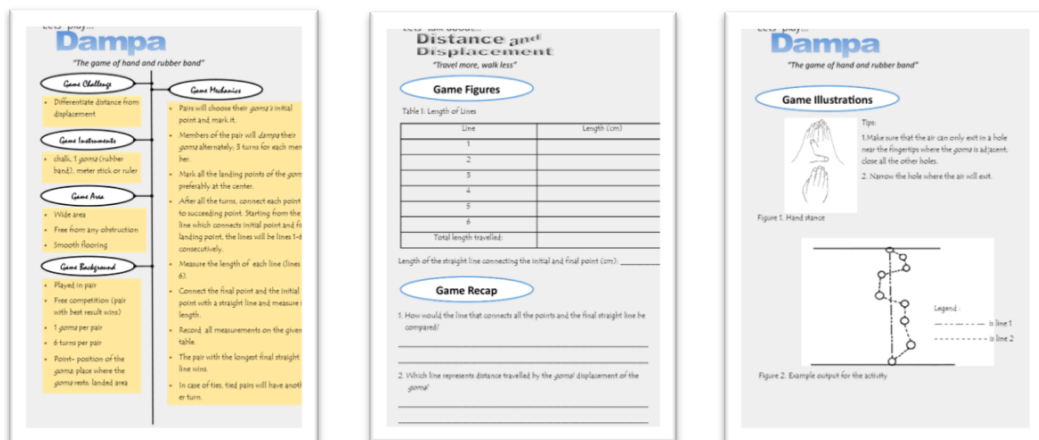 Dampa
"The game of hand and rubber band"
Game Challenge
• Differentiate distance from
displacement
Game Instruments
• chalk, 1 goma (rubber
band), meter stick or ruler
Game Area
• Wide area
• Free from any obstruction
• Smooth flooring
Game Background
• Played in pair
• Free competition (pair
with best result wins)
• 1 goma per pair
• 6 turns per pair
• Point- position of the
goma, place where the
goma rests, landed area
Game Mechanics
• Pairs will choose their goma's initial
point and mark it.
• Members of the pair will dampa their
goma alternately; 3 turns for each mem
ber.
• Mark all the landing points of the gom
preferably at the center.
• After all the turns, connect each point
to succeeding point. Starting from the
line which connects initial point and fi
landing point, the lines will be lines 1-6
consecutively.
• Measure the length of each line (lines
6).
• Connect the final point and the initial
point with a straight line and measure
length.
• Record all measurements on the given
table.
• The pair with the longest final straight
line wins.
• In case of ties, tied pairs will have anoth
er turn.
Distance and
Displacement
"Travel more, walk less"
Game Figures
Table 1: Length of Lines
Line Length (cm)
1
2
3
4
5
6
Total length travelled:
Length of the straight line connecting the initial and final point (cm):
Game Recap
1. How would the line that connects all the points and the final straight line be
compared?
2. Which line represents distance travelled by the goma? displacement of the
goma?
Dampa
"The game of hand and rubber band"
Game Illustrations
Tips:
1.Make sure that the air can only exit in a hole
near the fingertips where the goma is adjacent;
close all the other holes.
2. Narrow the hole where the air will exit.
Figure 1. Hand stance
Legend :
is line 1
is line 2
Figure 2. Example output for the activity